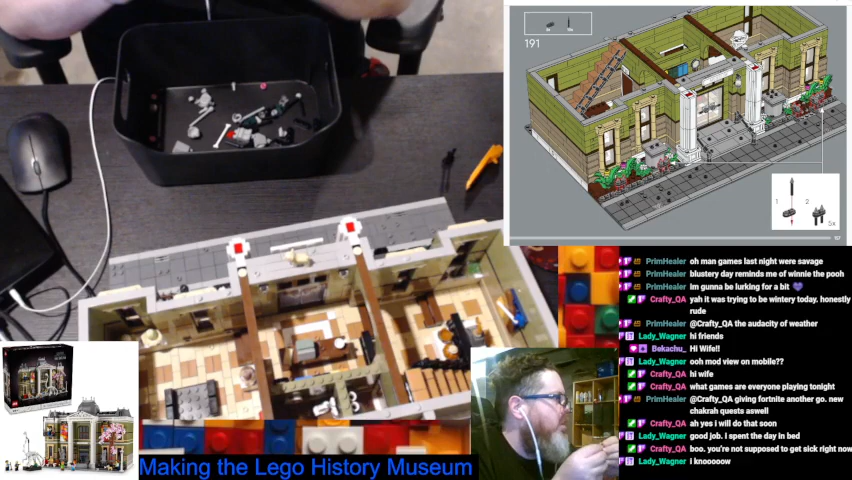 191
1
2
5x
PrimHealer oh man games last night were savage
PrimHealer blustery day reminds me of winnie the pooh
PrimHealer Im gunna be lurking for a bit 💜
Crafty_QA yah it was trying to be wintery today. honestly
rude
PrimHealer @Crafty_QA the audacity of weather
Lady_Wagner hi friends
Bekachu_ Hi Wife!!
Lady_Wagner ooh mod view on mobile??
Crafty_QA hi wife
Crafty_QA what games are everyone playing tonight
PrimHealer @Crafty_QA giving fortnite another go. new
chakrah quests aswell
Crafty_QA ah yes i will do that soon
Lady_Wagner good job. i spent the day in bed
Crafty_QA boo. you're not supposed to get sick right now
Lady_Wagner i knooooow
Making the Lego History Museum